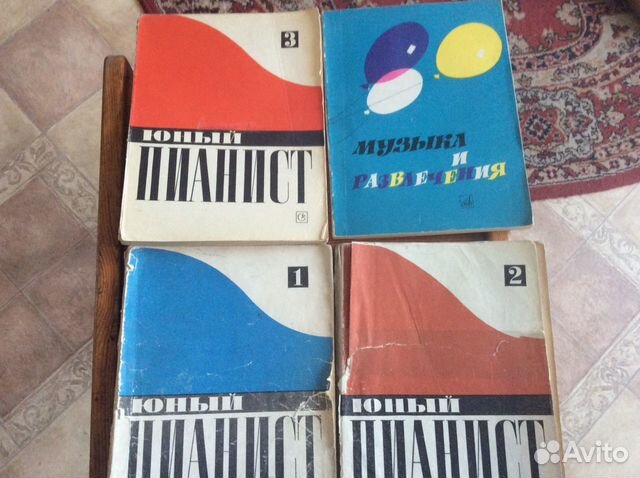 3
ЮНЫЙ
ПИАНИСТ
МУЗЫКА
И
РАЗВЛЕЧЕНИЯ
1
ЮНЫЙ
ПИАНИСТ
2
ЮНЫЙ
ПИАНИСТ
Avito